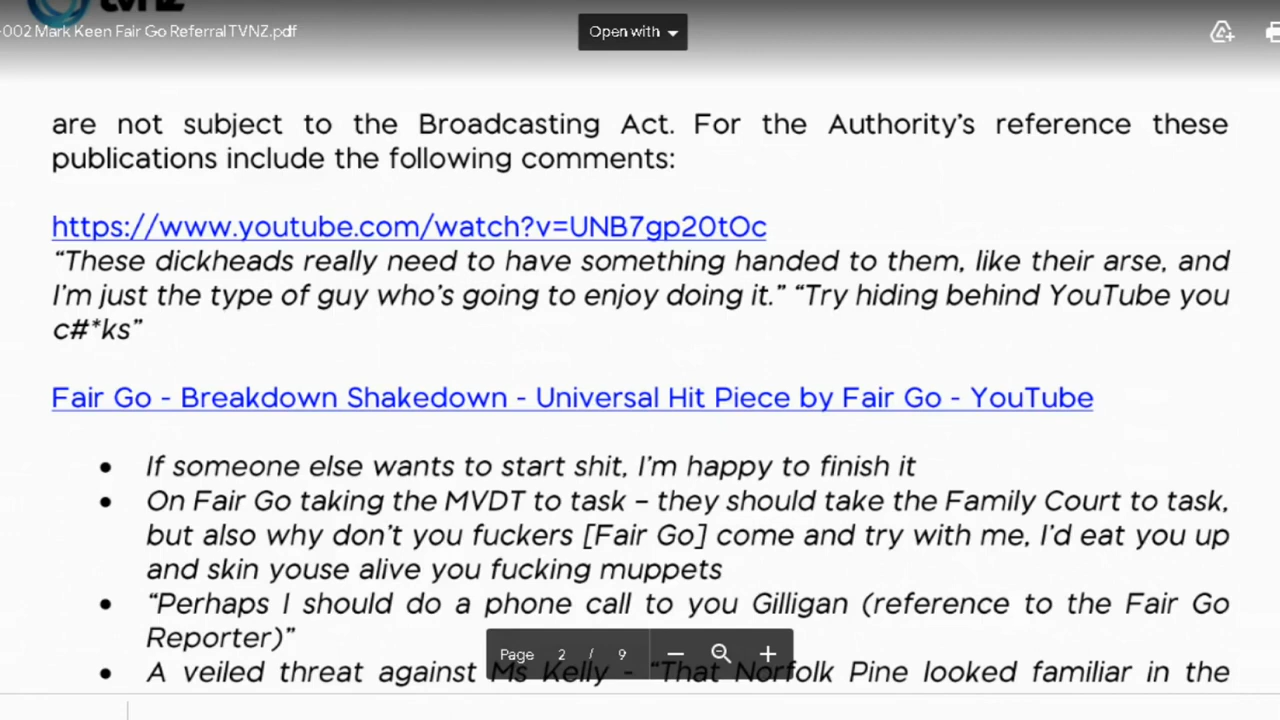 tvnz
-002 Mark Keen Fair Go Referral TVNZ.pdf
Open with
are not subject to the Broadcasting Act. For the Authority's reference these
publications include the following comments:
https://www.youtube.com/watch?v=UNB7gp20tOc
“These dickheads really need to have something handed to them, like their arse, and
I'm just the type of guy who's going to enjoy doing it.” “Try hiding behind YouTube you
c#*ks”
Fair Go - Breakdown Shakedown - Universal Hit Piece by Fair Go - YouTube
• If someone else wants to start shit, I'm happy to finish it
• On Fair Go taking the MVDT to task – they should take the Family Court to task,
but also why don't you fuckers [Fair Go] come and try with me, I'd eat you up
and skin youse alive you fucking muppets
• “Perhaps I should do a phone call to you Gilligan (reference to the Fair Go
Reporter)”
• A veiled threat against Ms Kelly - “That Norfolk Pine looked familiar in the
Page 2 / 9